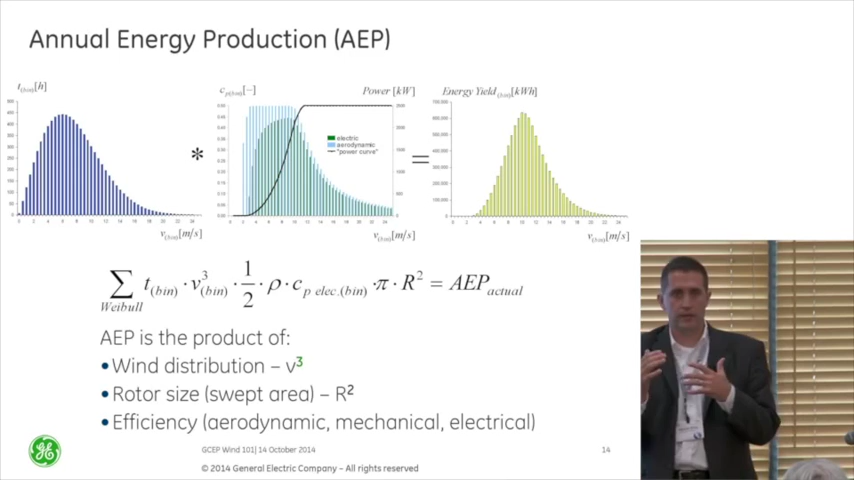 Annual Energy Production (AEP)
t(bin)[h]
cp(bin)[–]
Power [kW]
Energy Yield(bin)[kWh]
electric
aerodynamic
"power curve"
*
=
v(bin)[m/s]
v(bin)[m/s]
v(bin)[m/s]
∑ t(bin) · v³(bin) · 1/2 · ρ · cp elec.(bin) · π · R² = AEPactual
Weibull
AEP is the product of:
•Wind distribution – v³
•Rotor size (swept area) – R²
•Efficiency (aerodynamic, mechanical, electrical)
GCEP Wind 101| 14 October 2014
14
© 2014 General Electric Company – All rights reserved